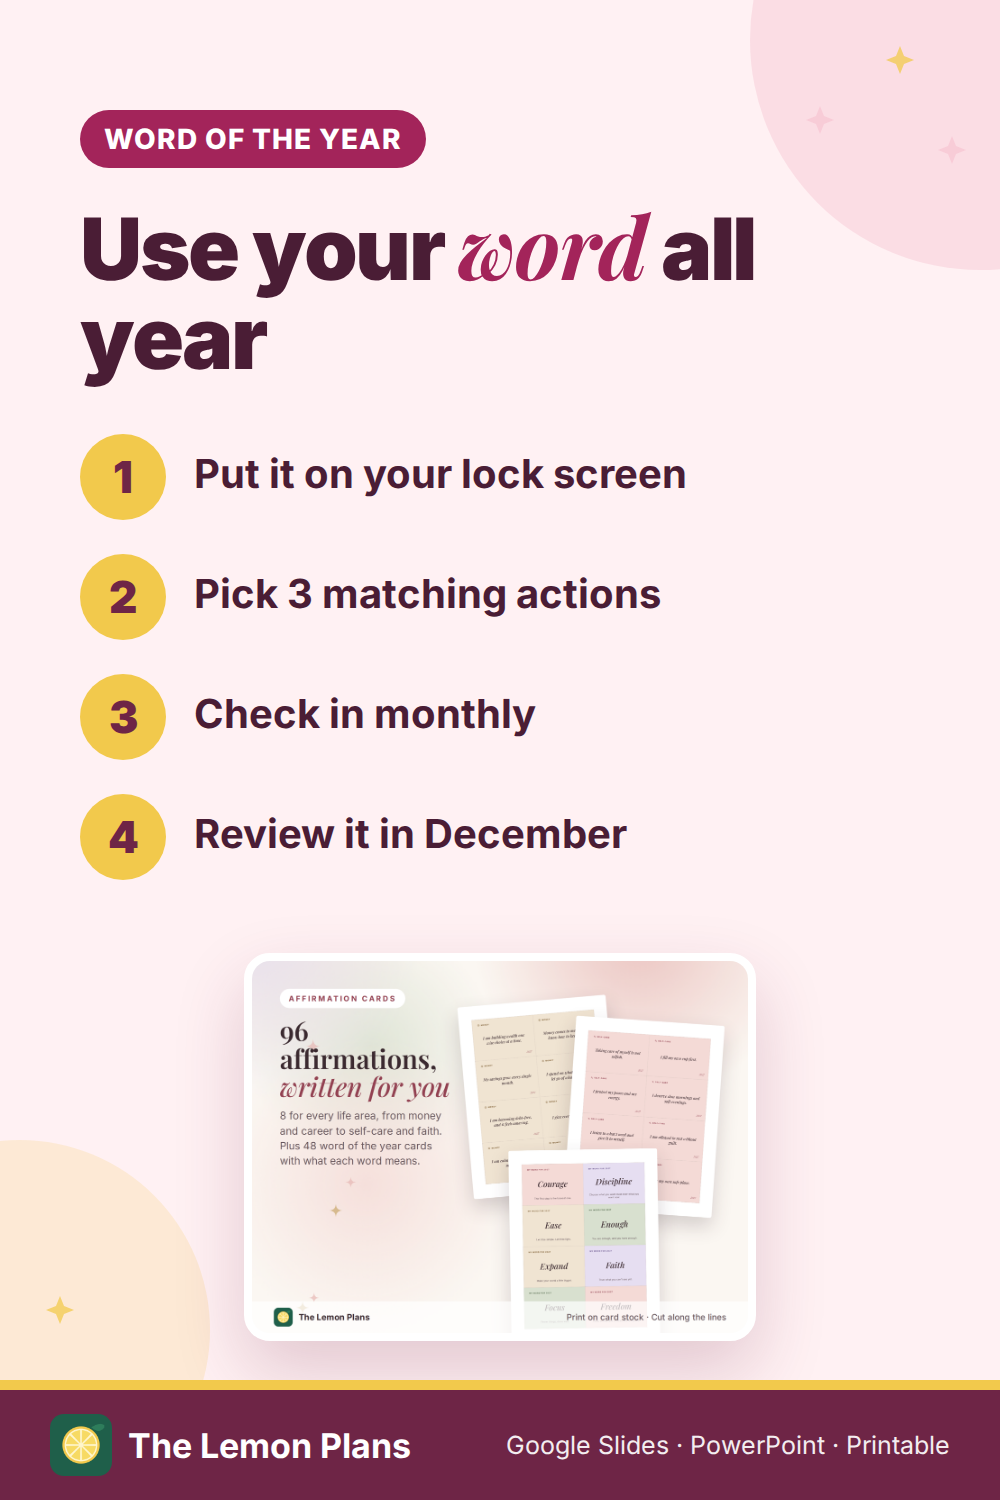 WORD OF THE YEAR
Use your word all
year
1 Put it on your lock screen
2 Pick 3 matching actions
3 Check in monthly
4 Review it in December
AFFIRMATION CARDS
96
affirmations,
written for you
8 for every life area, from money
and career to self-care and faith.
Plus 48 word of the year cards
with what each word means.
Courage
Discipline
Ease
Enough
Expand
Faith
Focus
Freedom
The Lemon Plans
Print on card stock · Cut along the lines
The Lemon Plans
Google Slides · PowerPoint · Printable